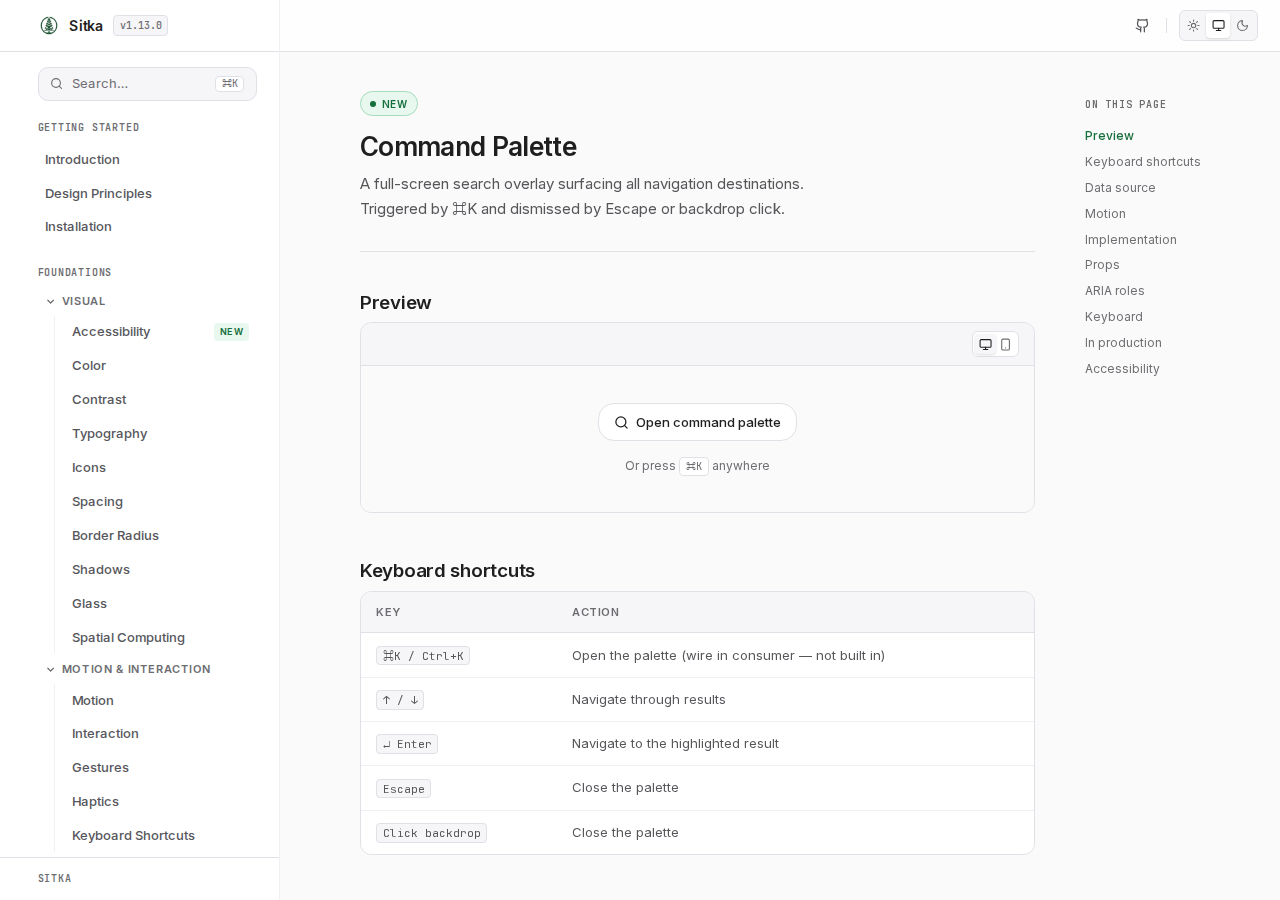 Sitka v1.13.0
Search... ⌘K
GETTING STARTED
Introduction
Design Principles
Installation
FOUNDATIONS
VISUAL
Accessibility NEW
Color
Contrast
Typography
Icons
Spacing
Border Radius
Shadows
Glass
Spatial Computing
MOTION & INTERACTION
Motion
Interaction
Gestures
Haptics
Keyboard Shortcuts
SITKA
NEW
Command Palette
A full-screen search overlay surfacing all navigation destinations.
Triggered by ⌘K and dismissed by Escape or backdrop click.
Preview
Open command palette
Or press ⌘K anywhere
Keyboard shortcuts
KEY ACTION
⌘K / Ctrl+K Open the palette (wire in consumer — not built in)
↑ / ↓ Navigate through results
↵ Enter Navigate to the highlighted result
Escape Close the palette
Click backdrop Close the palette
ON THIS PAGE
Preview
Keyboard shortcuts
Data source
Motion
Implementation
Props
ARIA roles
Keyboard
In production
Accessibility